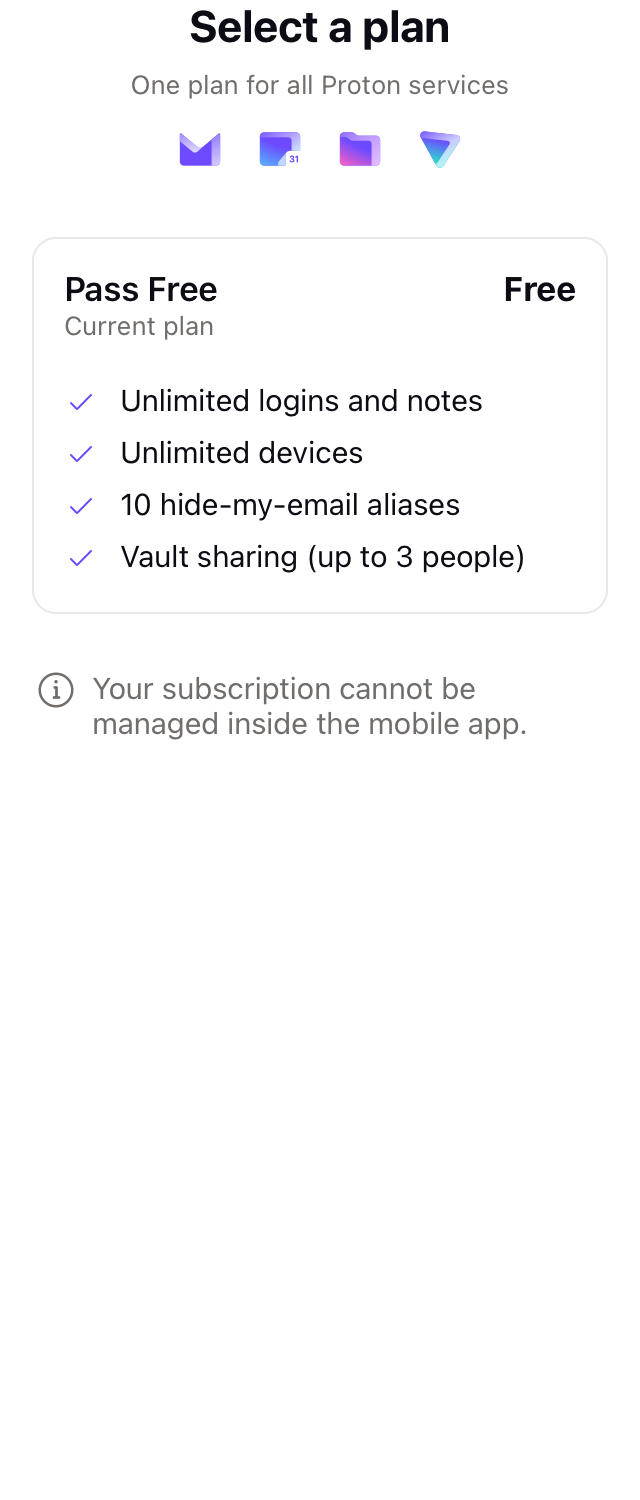 Select a plan
One plan for all Proton services
31
Pass Free
Free
Current plan
Unlimited logins and notes
Unlimited devices
10 hide-my-email aliases
Vault sharing (up to 3 people)
Your subscription cannot be
managed inside the mobile app.